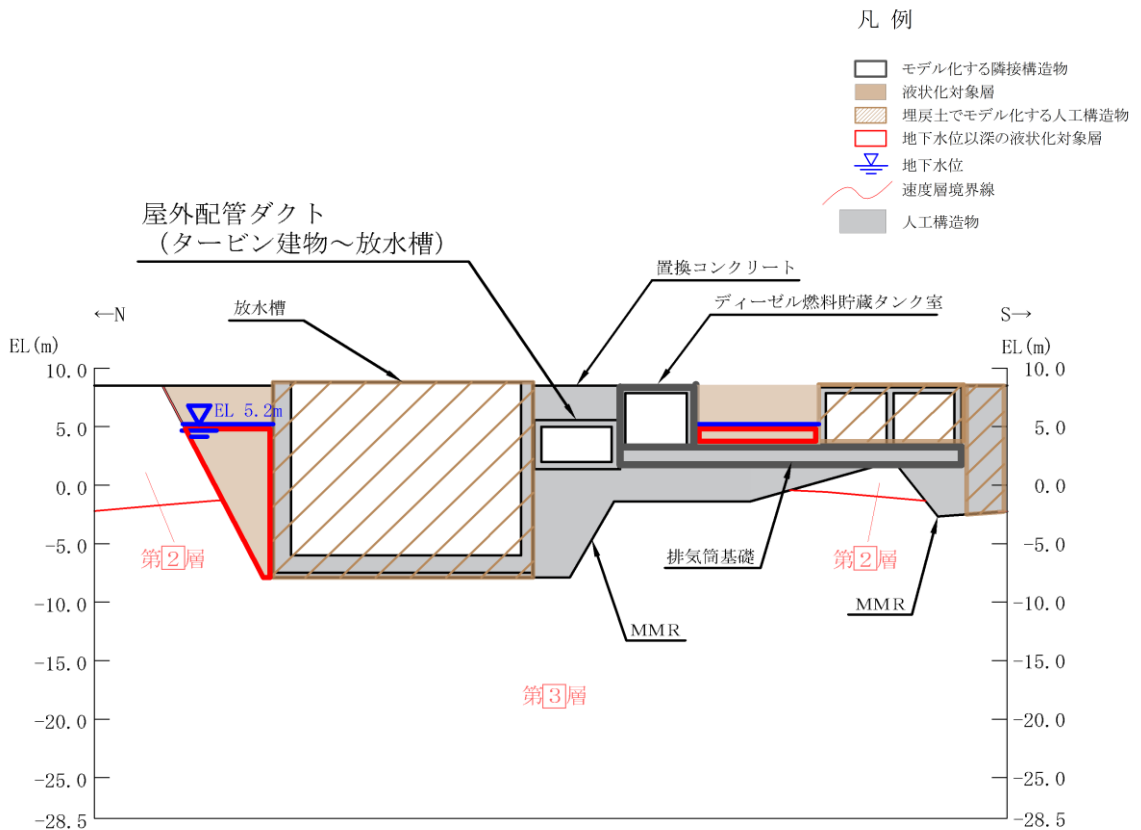 凡 例
モデル化する隣接構造物
液状化対象層
埋戻土でモデル化する人工構造物
地下水位以深の液状化対象層
地下水位
速度層境界線
人工構造物
屋外配管ダクト
(タービン建物～放水槽)
置換コンクリート
放水槽
ディーゼル燃料貯蔵タンク室
←N
S→
EL(m)
EL(m)
10.0
10.0
EL 5.2m
5.0
5.0
0.0
0.0
-5.0
-5.0
第2層
排気筒基礎
第2層
-10.0
-10.0
MMR
MMR
-15.0
-15.0
第3層
-20.0
-20.0
-25.0
-25.0
-28.5
-28.5